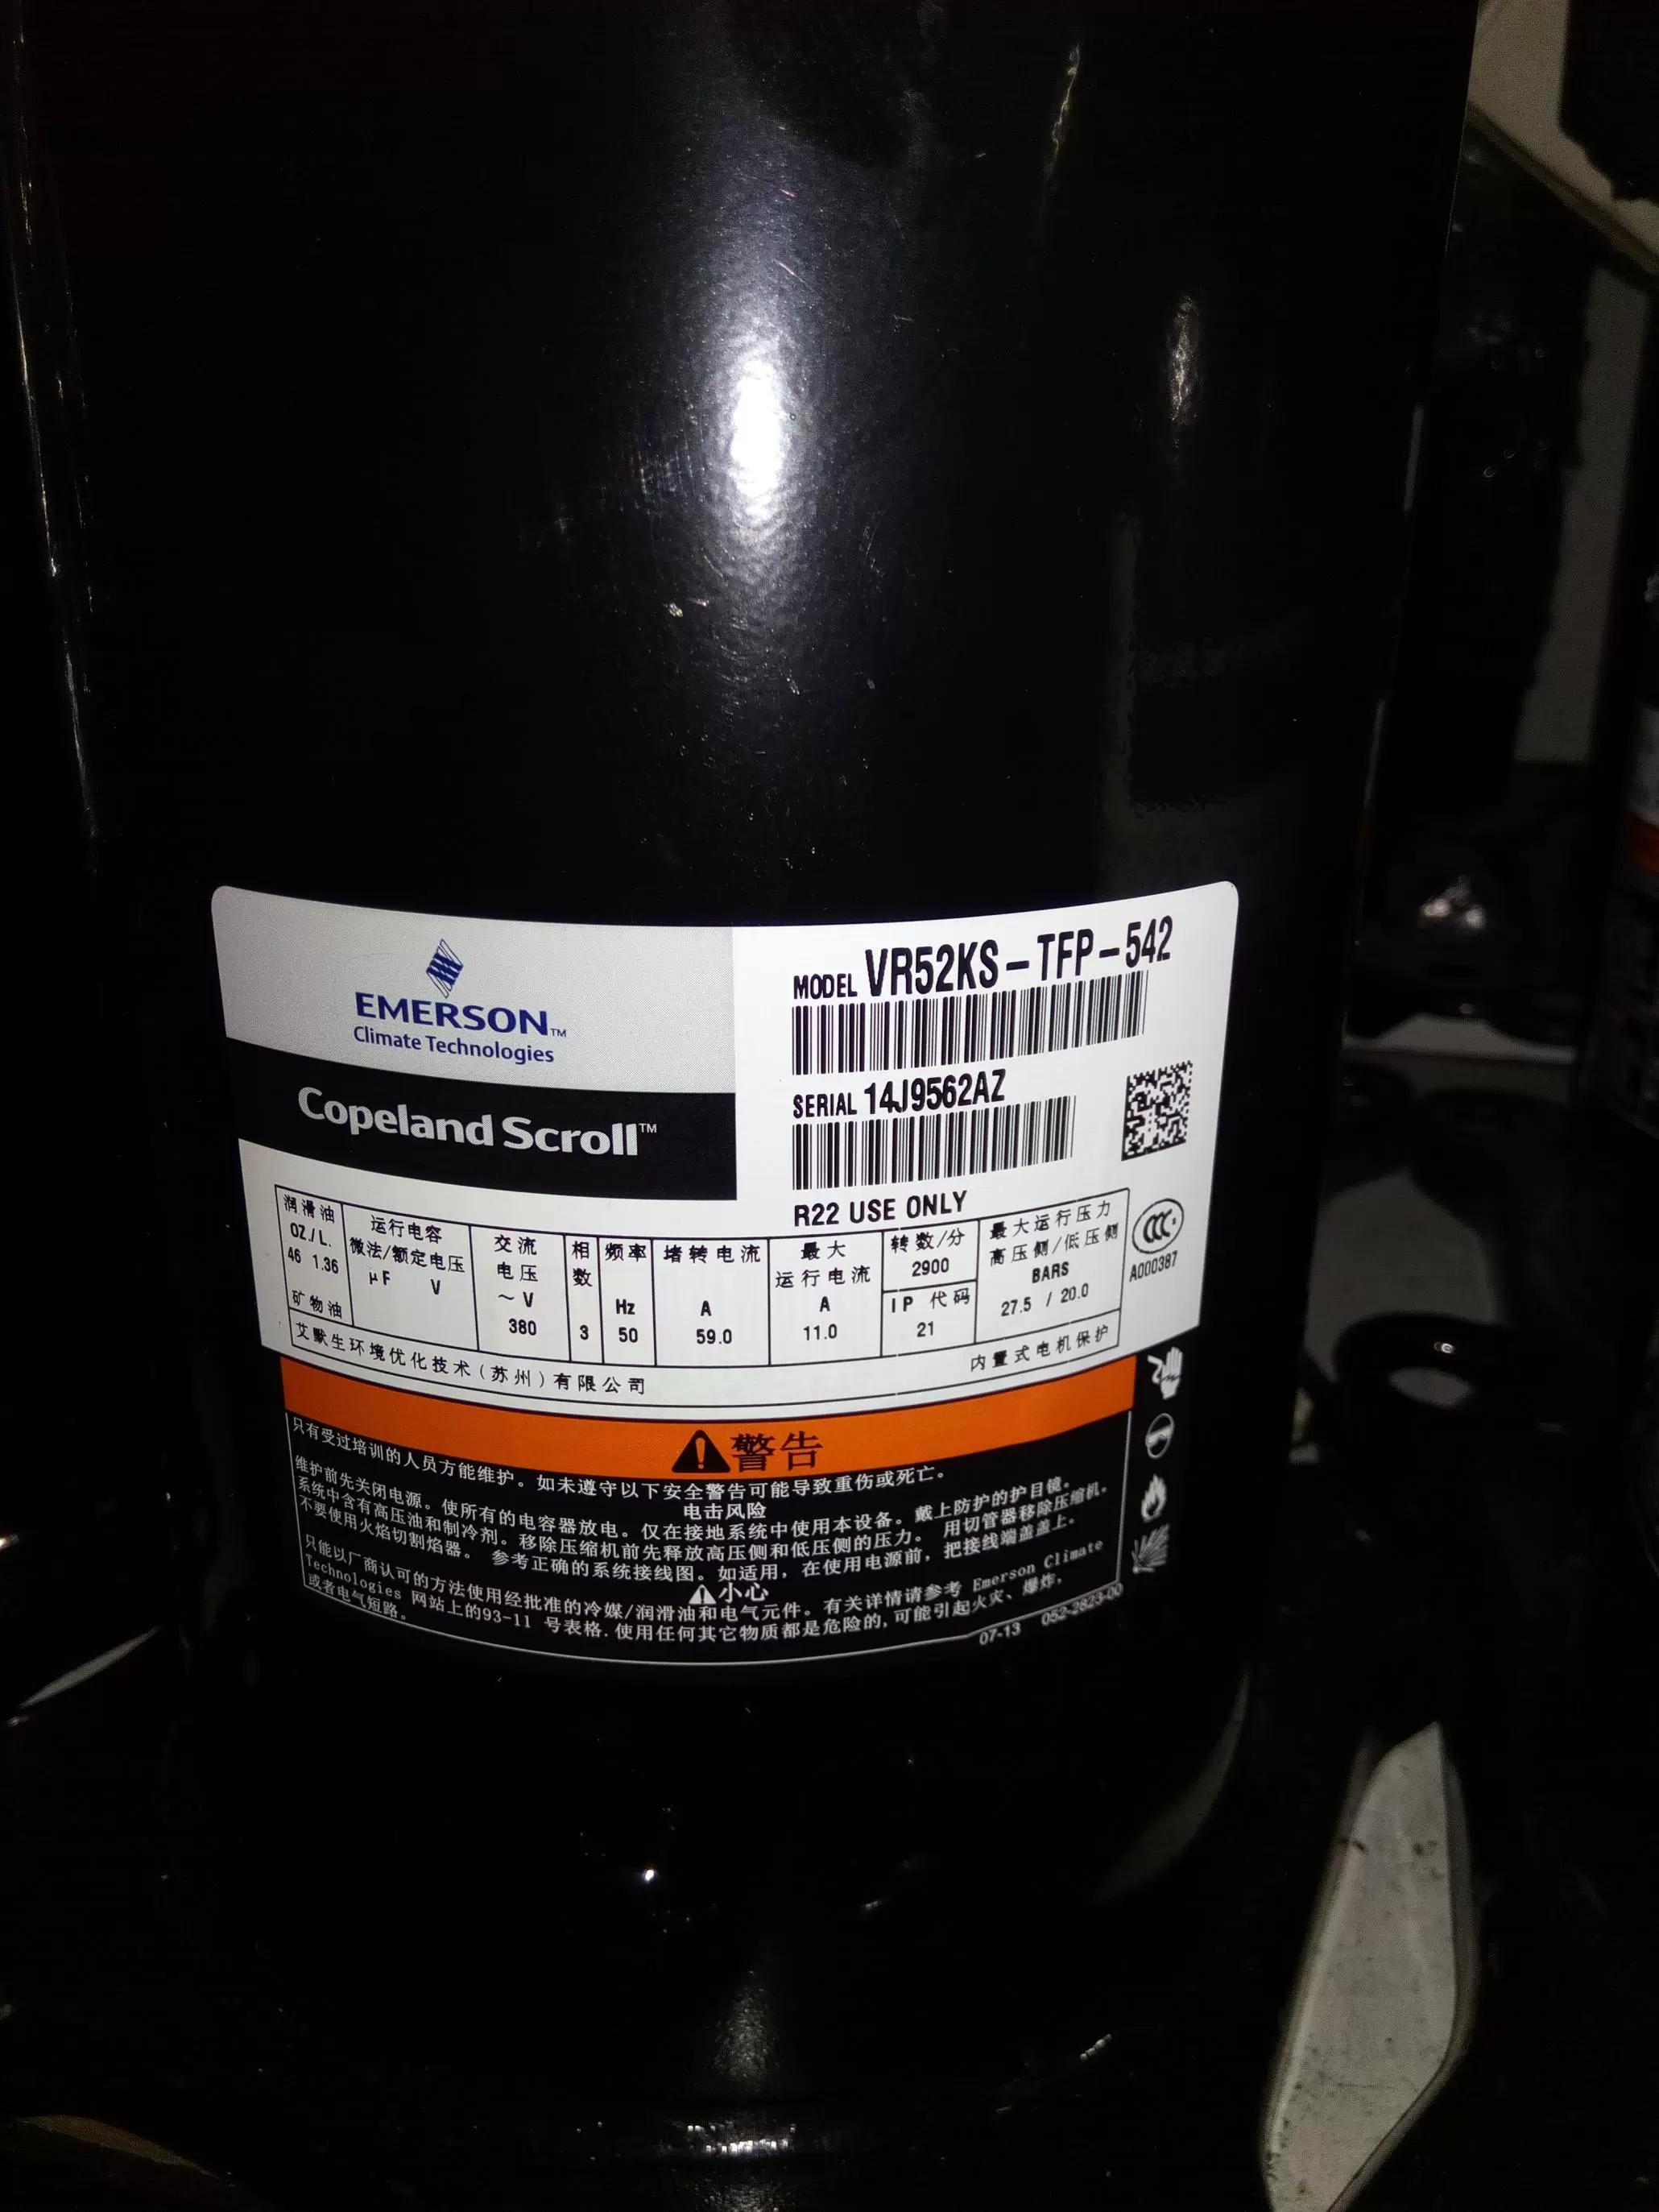 EMERSON™
Climate Technologies
Copeland Scroll™
MODEL VR52KS-TFP-542
SERIAL 14J9562AZ
R22 USE ONLY
润滑油
OZ./L.
46 1.36
矿物油
运行电容
微法/额定电压
μF V
交流
电压
~ V
380
相
数
3
频率
Hz
50
堵转电流
A
59.0
最大
运行电流
A
11.0
转数/分
2900
IP 代码
21
最大运行压力
高压侧/低压侧
BARS
27.5 / 20.0
CCC
A000387
艾默生环境优化技术(苏州)有限公司
内置式电机保护
警告
只有受过培训的人员方能维护。如未遵守以下安全警告可能导致重伤或死亡。
电击风险
维护前先关闭电源。使所有的电容器放电。仅在接地系统中使用本设备。戴上防护的护目镜。
系统中含有高压油和制冷剂。移除压缩机前先释放高压侧和低压侧的压力。 用切管器移除压缩机。
不要使用火焰切割焰器。 参考正确的系统接线图。如适用，在使用电源前，把接线端盖盖上。
小心
只能以厂商认可的方法使用经批准的冷媒/润滑油和电气元件。有关详情请参考 Emerson Climate
Technologies 网站上的93-11 号表格.使用任何其它物质都是危险的,可能引起火灾、爆炸，
或者电气短路。
07-13 052-2823-00